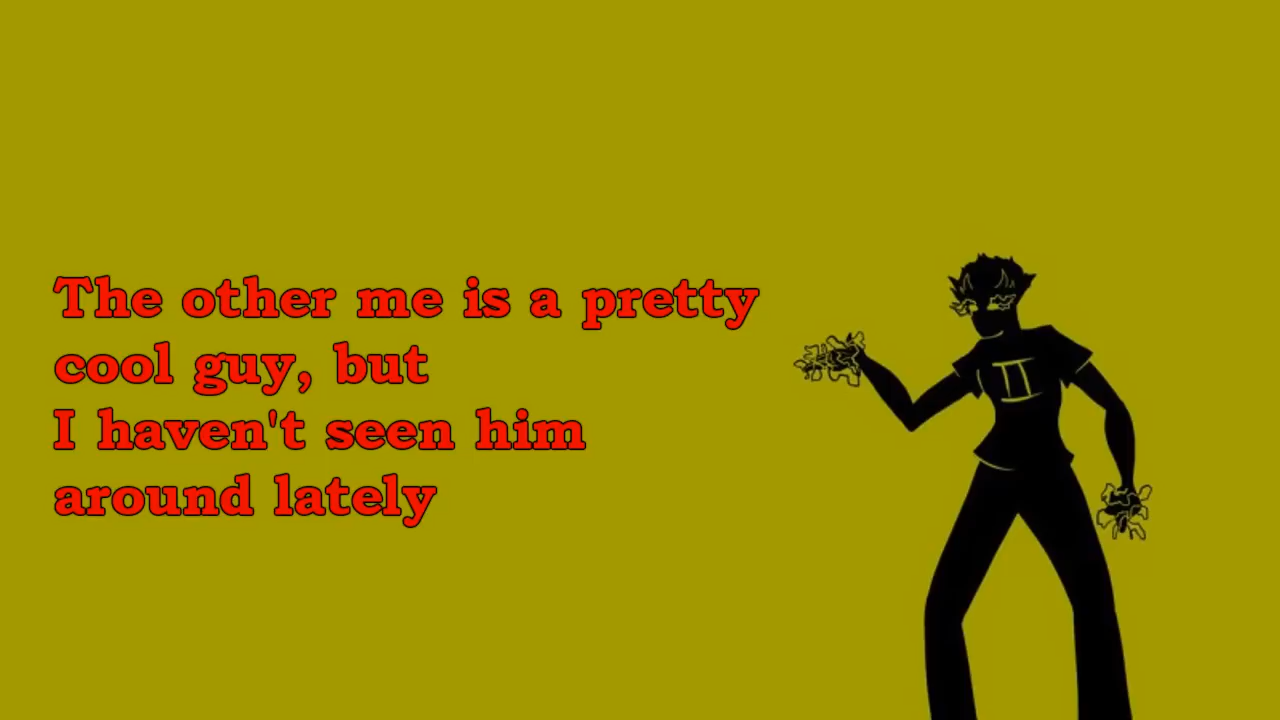 The other me is a pretty
cool guy, but
I haven't seen him
around lately